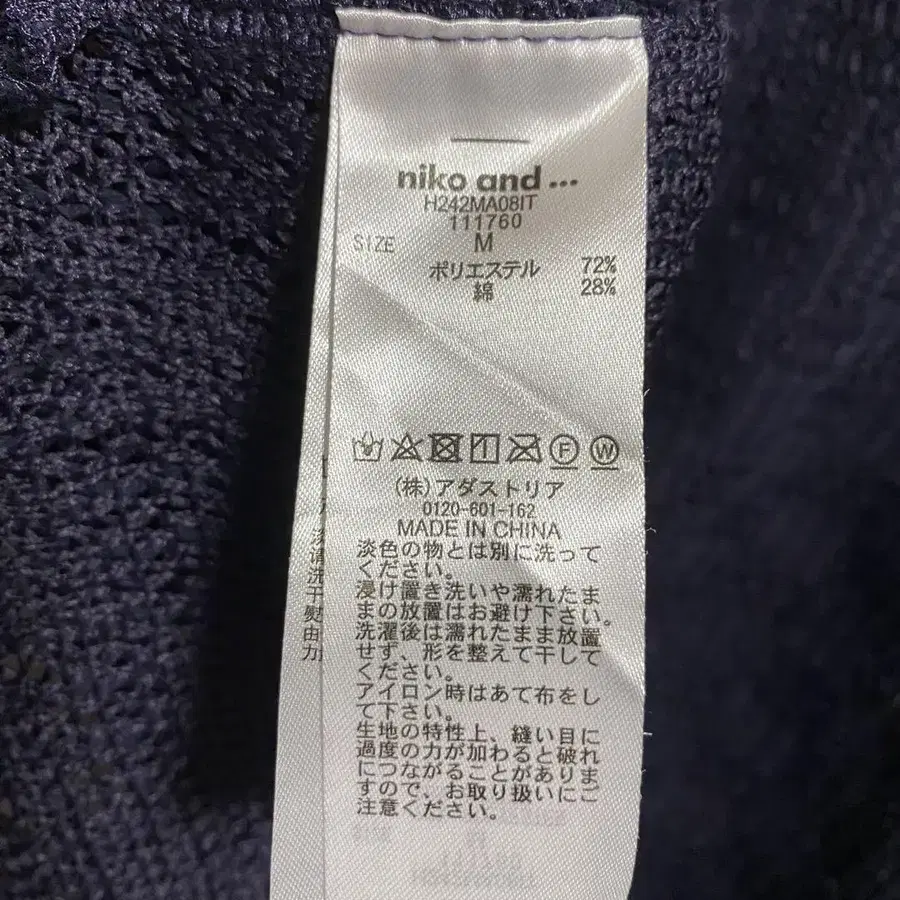 niko and ...
H242MA08IT
111760
SIZE M
ポリエステル 72%
綿 28%
F W
(株)アダストリア
0120-601-162
MADE IN CHINA
淡色の物とは別に洗って
ください。
浸け置き洗いや濡れたま
まの放置はお避け下さい。
洗濯後は濡れたまま放置
せず、形を整えて干して
ください。
アイロン時はあて布をし
て下さい。
生地の特性上、縫い目に
過度の力が加わると破れ
につながることがありま
すので、お取り扱いにご
注意ください。